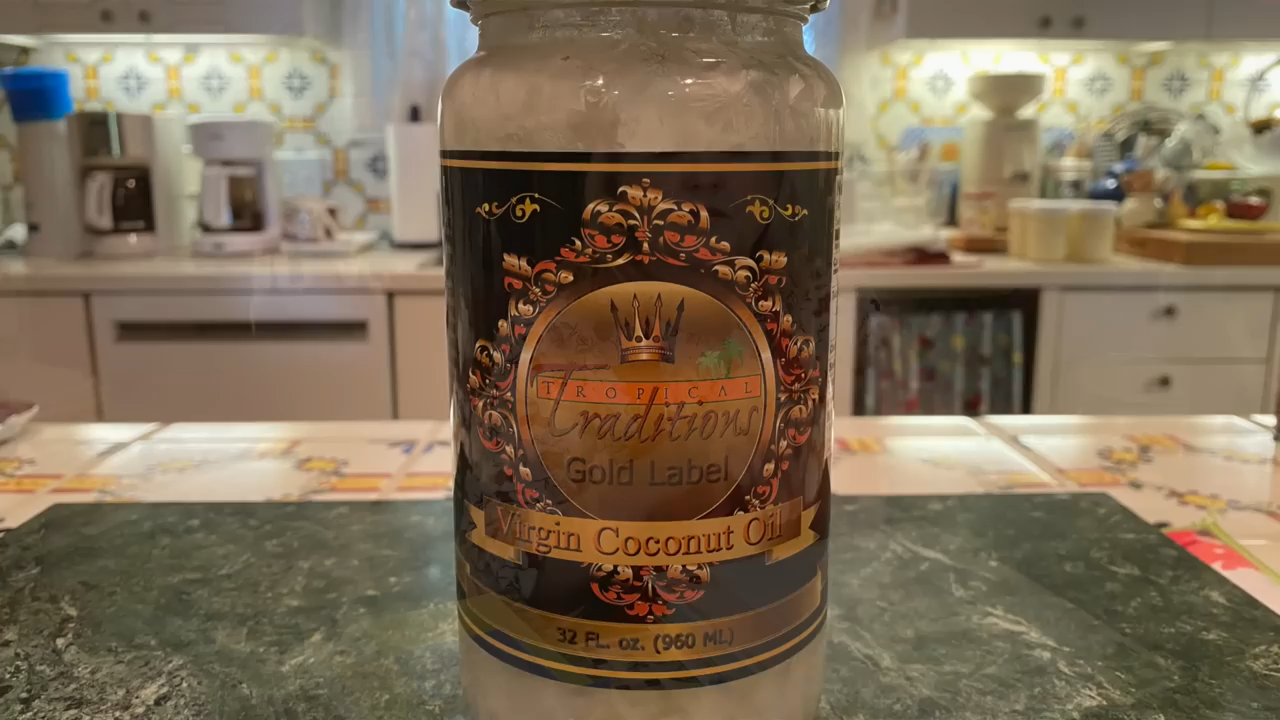 TROPICAL
Traditions
Gold Label
Virgin Coconut Oil
32 FL. oz. (960 ML)